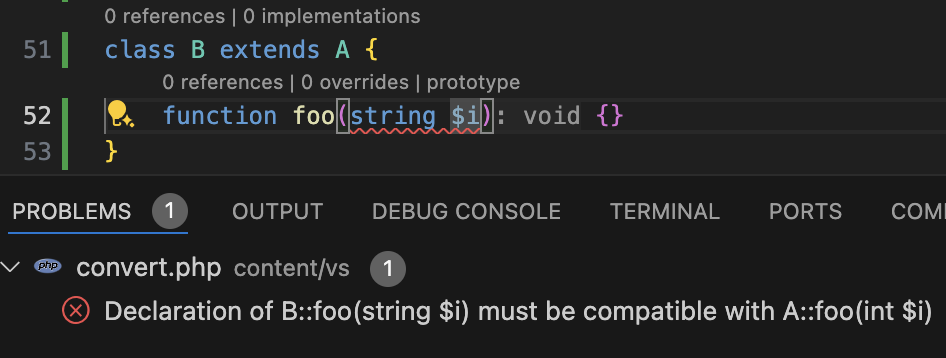 0 references | 0 implementations
51 class B extends A {
0 references | 0 overrides | prototype
52 function foo(string $i): void {}
53 }
PROBLEMS 1 OUTPUT DEBUG CONSOLE TERMINAL PORTS COM
php convert.php content/vs 1
Declaration of B::foo(string $i) must be compatible with A::foo(int $i)